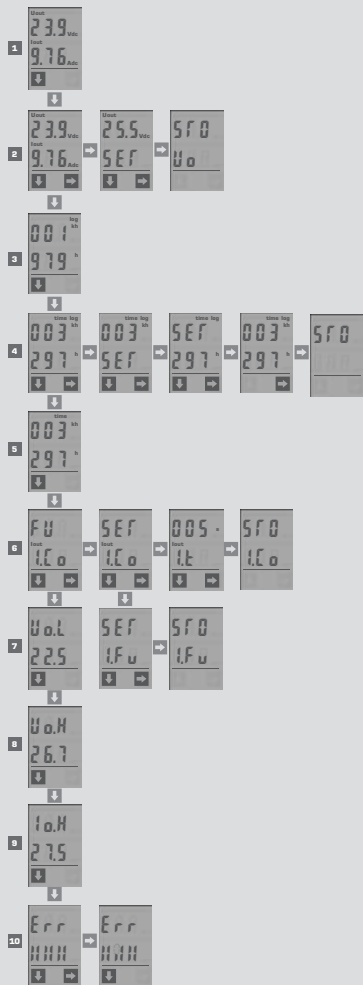 Uout
23.9 Vdc
Iout
1 9.76 Adc
Uout Uout
23.9 Vdc 25.5 Vdc STO
Iout
2 9.76 Adc SET Uo
log
001 kh
3 979 h
time log time log time log time log
003 kh 003 kh SET 003 kh STO
4 297 h SET 297 h 297 h
time
003 kh
5 297 h
FU SET 005 STO
Iout Iout Iout
6 I.Co I.Co I.t I.Co
Uo.L SET STO
7 22.5 I.Fu I.Fu
Uo.H
8 26.7
Io.H
9 27.5
Err Err
10